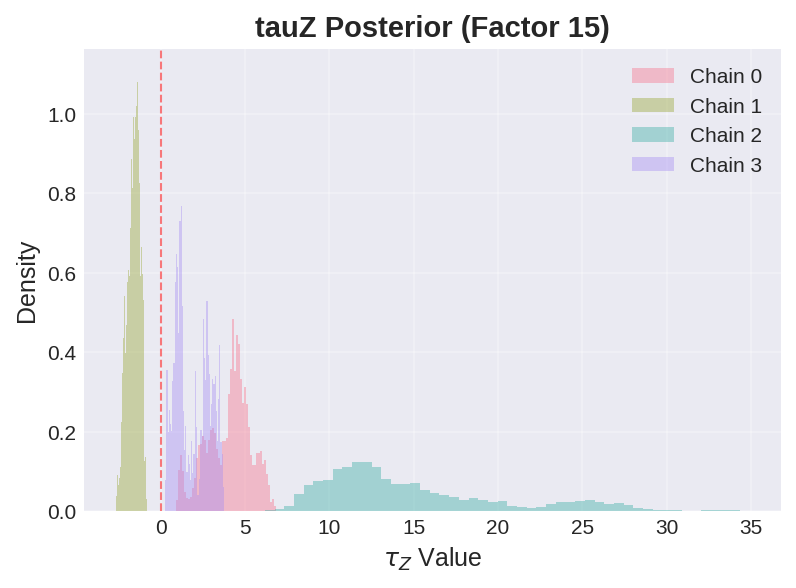 tauZ Posterior (Factor 15)
Chain 0
Chain 1
Chain 2
Chain 3
Density
1.0
0.8
0.6
0.4
0.2
0.0
0 5 10 15 20 25 30 35
τZ Value